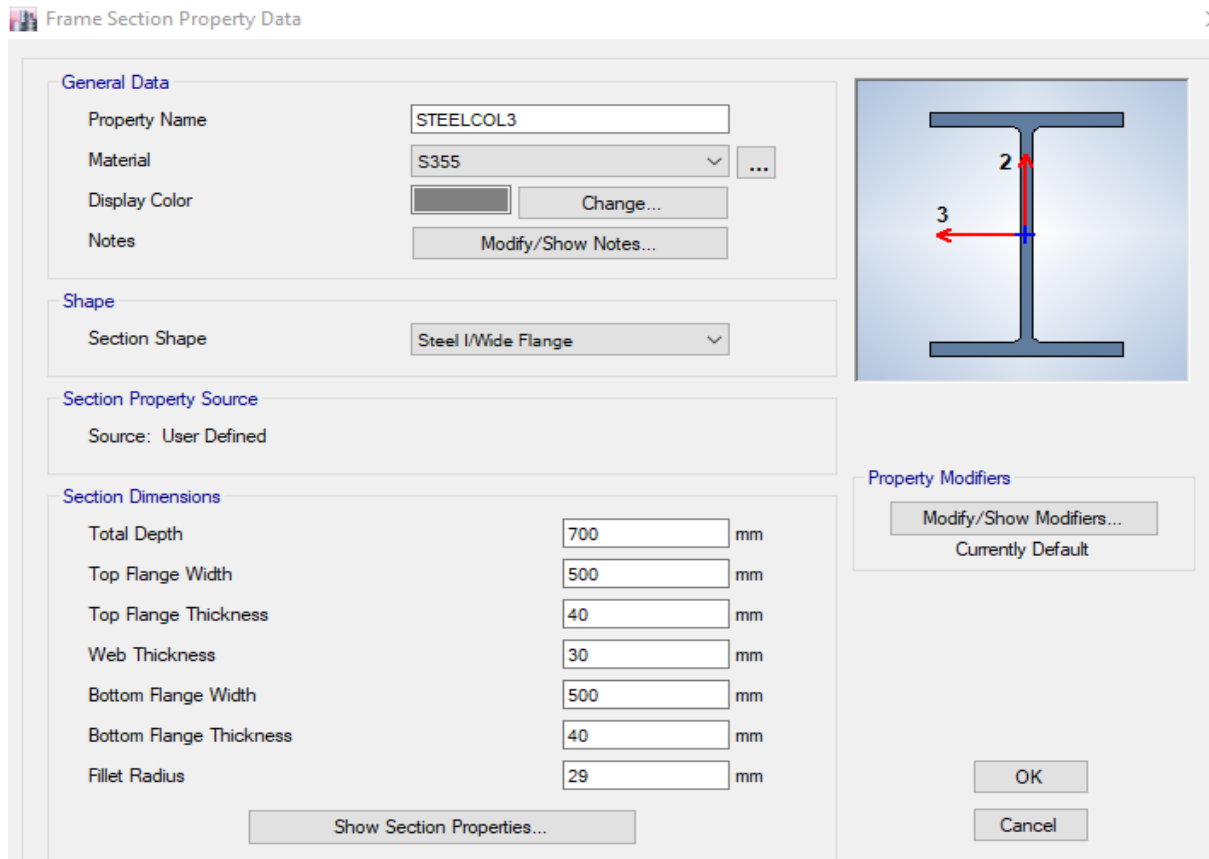 Frame Section Property Data
General Data
Property Name STEELCOL3
Material S355 ...
Display Color Change...
Notes Modify/Show Notes...
Shape
Section Shape Steel I/Wide Flange
Section Property Source
Source: User Defined
Section Dimensions
Total Depth 700 mm
Top Flange Width 500 mm
Top Flange Thickness 40 mm
Web Thickness 30 mm
Bottom Flange Width 500 mm
Bottom Flange Thickness 40 mm
Fillet Radius 29 mm
Show Section Properties...
2
3
Property Modifiers
Modify/Show Modifiers...
Currently Default
OK
Cancel